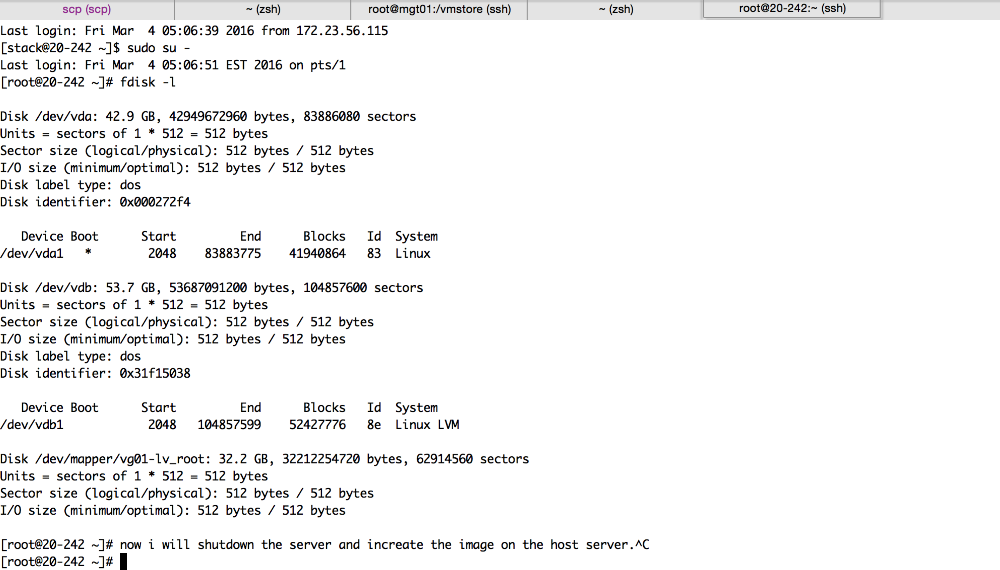 scp (scp)
~ (zsh)
root@mgt01:/vmstore (ssh)
~ (zsh)
root@20-242:~ (ssh)
Last login: Fri Mar  4 05:06:39 2016 from 172.23.56.115
[stack@20-242 ~]$ sudo su -
Last login: Fri Mar  4 05:06:51 EST 2016 on pts/1
[root@20-242 ~]# fdisk -l

Disk /dev/vda: 42.9 GB, 42949672960 bytes, 83886080 sectors
Units = sectors of 1 * 512 = 512 bytes
Sector size (logical/physical): 512 bytes / 512 bytes
I/O size (minimum/optimal): 512 bytes / 512 bytes
Disk label type: dos
Disk identifier: 0x000272f4

   Device Boot      Start         End      Blocks   Id  System
/dev/vda1   *        2048    83883775    41940864   83  Linux

Disk /dev/vdb: 53.7 GB, 53687091200 bytes, 104857600 sectors
Units = sectors of 1 * 512 = 512 bytes
Sector size (logical/physical): 512 bytes / 512 bytes
I/O size (minimum/optimal): 512 bytes / 512 bytes
Disk label type: dos
Disk identifier: 0x31f15038

   Device Boot      Start         End      Blocks   Id  System
/dev/vdb1            2048   104857599    52427776   8e  Linux LVM

Disk /dev/mapper/vg01-lv_root: 32.2 GB, 32212254720 bytes, 62914560 sectors
Units = sectors of 1 * 512 = 512 bytes
Sector size (logical/physical): 512 bytes / 512 bytes
I/O size (minimum/optimal): 512 bytes / 512 bytes

[root@20-242 ~]# now i will shutdown the server and increate the image on the host server.^C
[root@20-242 ~]#